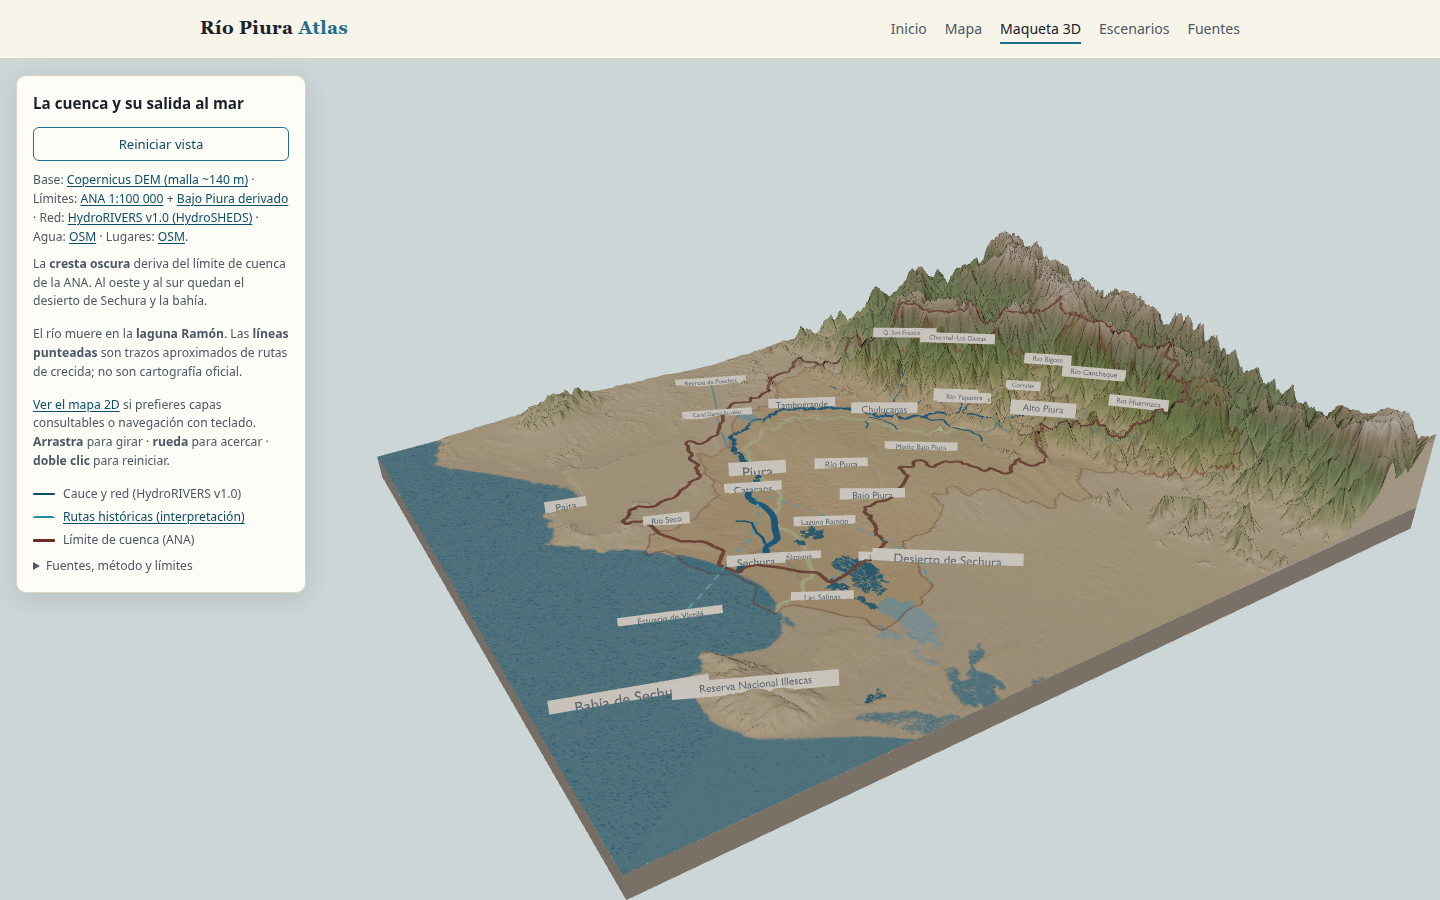 Río Piura Atlas
Inicio Mapa Maqueta 3D Escenarios Fuentes
La cuenca y su salida al mar
Reiniciar vista
Base: Copernicus DEM (malla ~140 m) ·
Límites: ANA 1:100 000 + Bajo Piura derivado
· Red: HydroRIVERS v1.0 (HydroSHEDS) ·
Agua: OSM · Lugares: OSM.
La cresta oscura deriva del límite de cuenca
de la ANA. Al oeste y al sur quedan el
desierto de Sechura y la bahía.
El río muere en la laguna Ramón. Las líneas
punteadas son trazos aproximados de rutas
de crecida; no son cartografía oficial.
Ver el mapa 2D si prefieres capas
consultables o navegación con teclado.
Arrastra para girar · rueda para acercar ·
doble clic para reiniciar.
Cauce y red (HydroRIVERS v1.0)
Rutas históricas (interpretación)
Límite de cuenca (ANA)
Fuentes, método y límites
Charanal-Las Damas
Río Bigote
Río Canchaque
Corrales
Río Huarmaca
Alto Piura
Tambogrande
Chulucanas
Medio Bajo Piura
Río Piura
Piura
Catacaos
Bajo Piura
Paita
Río Seco
Laguna Ramón
Ñapique
Sechura
Desierto de Sechura
Las Salinas
Estuario de Virrilá
Reserva Nacional Illescas
Bahía de Sechu